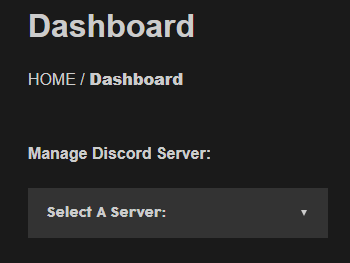 Dashboard
HOME / Dashboard
Manage Discord Server:
Select A Server: